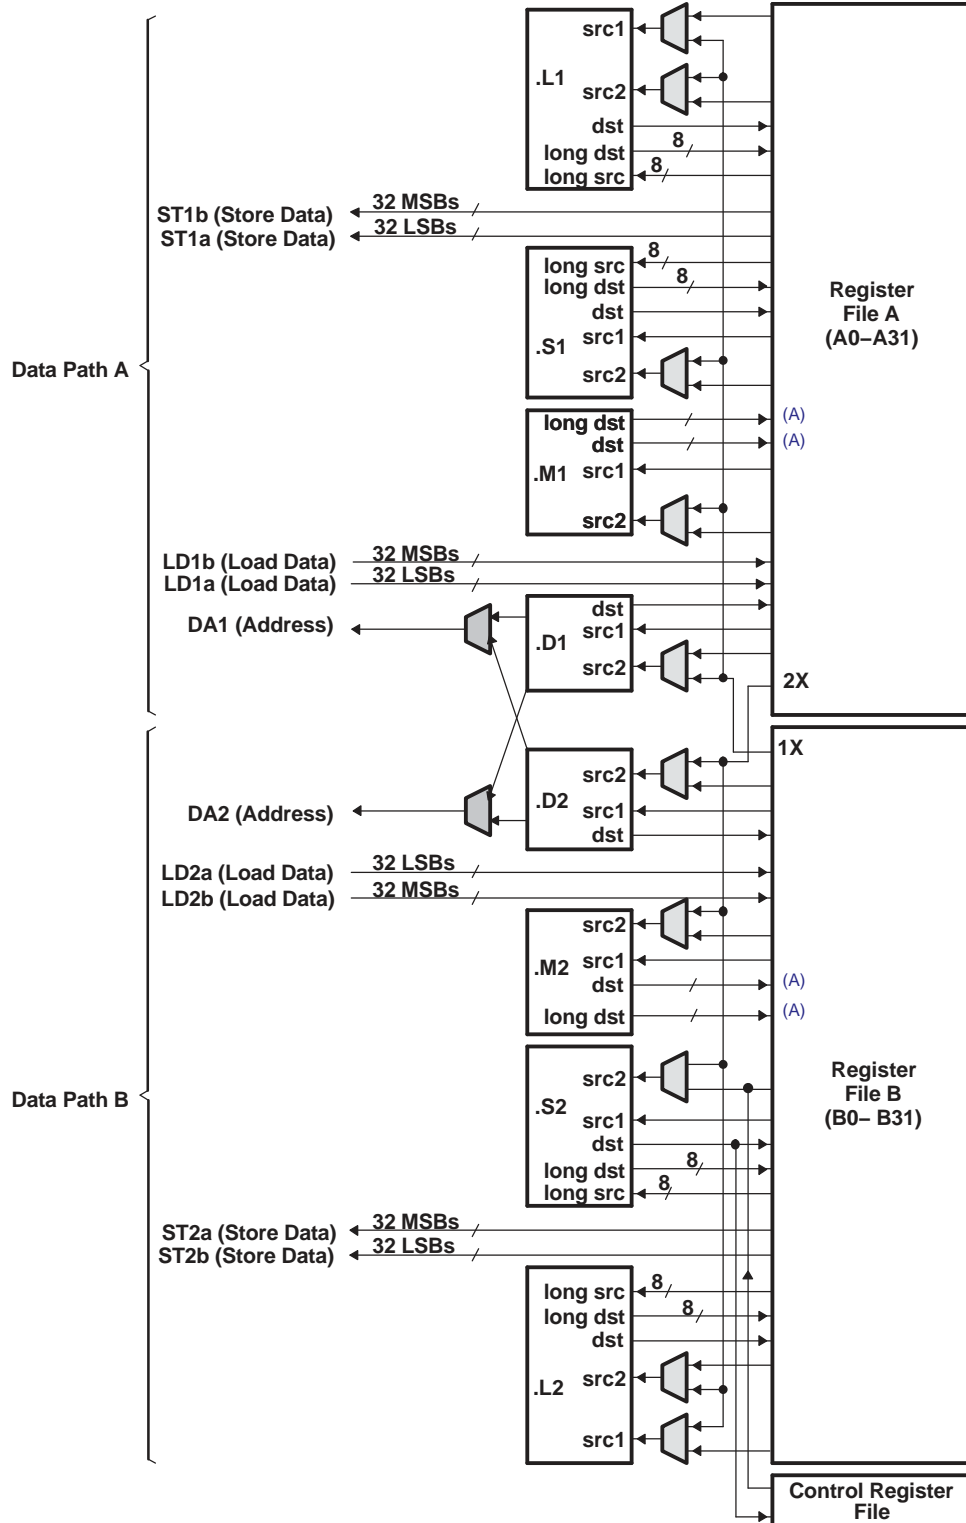 src1
.L1
src2
dst
long dst
8
long src
8
ST1b (Store Data)
32 MSBs
ST1a (Store Data)
32 LSBs
long src
8
long dst
8
dst
.S1
src1
src2
Register
File A
(A0–A31)
Data Path A
long dst
(A)
dst
(A)
.M1
src1
src2
LD1b (Load Data)
32 MSBs
LD1a (Load Data)
32 LSBs
DA1 (Address)
dst
.D1
src1
src2
2X
1X
src2
.D2
src1
dst
DA2 (Address)
LD2a (Load Data)
32 LSBs
LD2b (Load Data)
32 MSBs
src2
.M2
src1
dst
(A)
long dst
(A)
Data Path B
src2
.S2
src1
dst
long dst
8
long src
8
Register
File B
(B0– B31)
ST2a (Store Data)
32 MSBs
ST2b (Store Data)
32 LSBs
long src
8
long dst
8
dst
src2
.L2
src1
Control Register
File